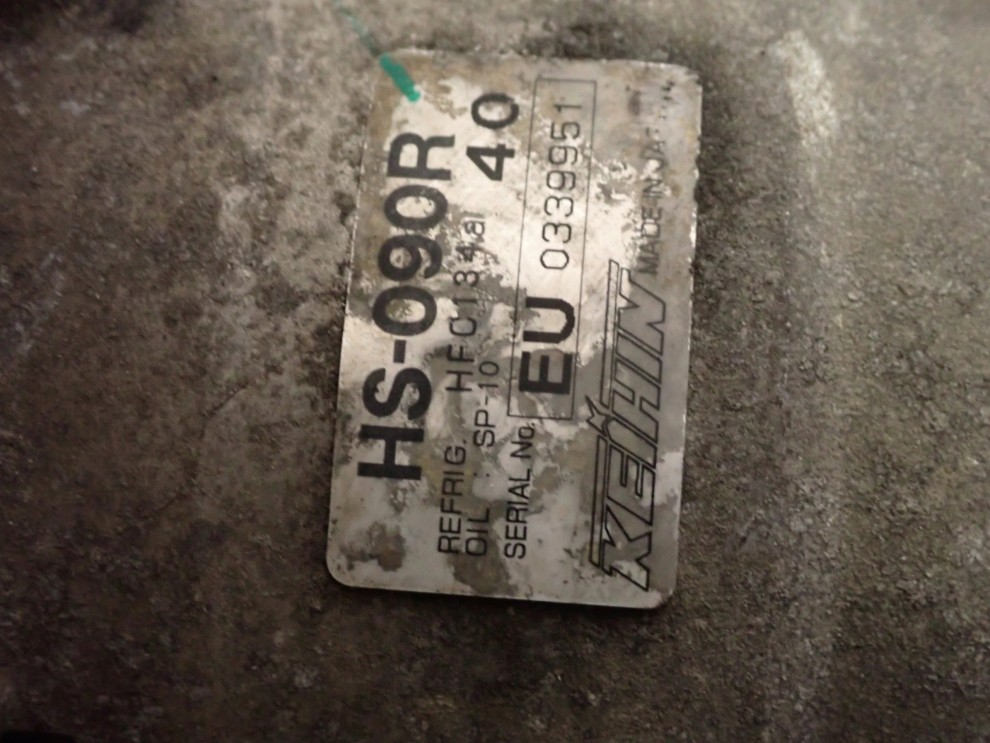 HS-090R
REFRIG. HFC134a
OIL : SP-10
40
SERIAL No. EU 0339951
KEIHIN
MADE IN JAPAN